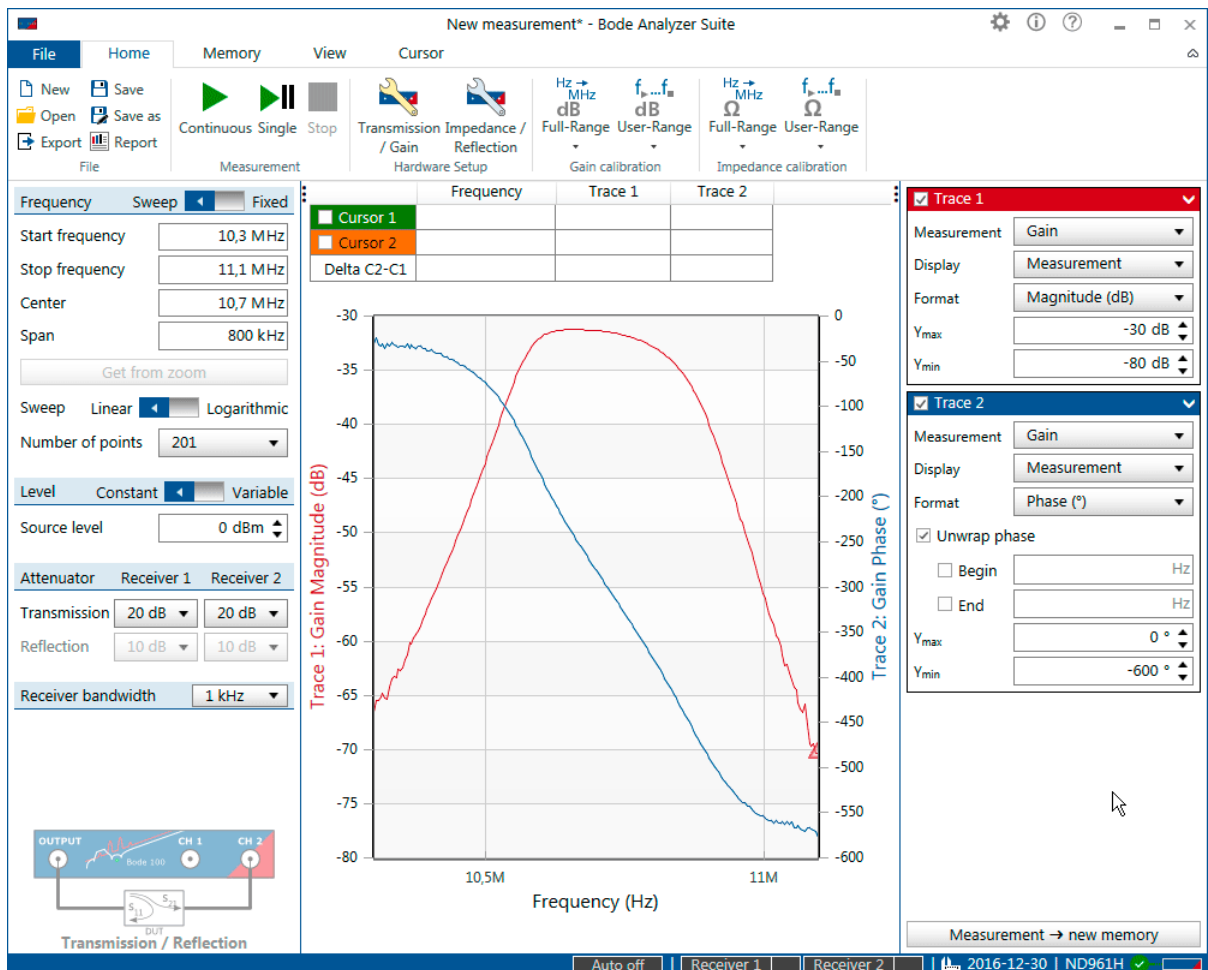 New measurement* - Bode Analyzer Suite
File Home Memory View Cursor
New Save
Open Save as
Export Report
File
Continuous Single Stop
Measurement
Transmission / Gain Impedance / Reflection
Hardware Setup
Hz → MHz dB f...f dB
Full-Range User-Range
Gain calibration
Hz → MHz Ω f...f Ω
Full-Range User-Range
Impedance calibration
Frequency Sweep Fixed
Start frequency 10,3 MHz
Stop frequency 11,1 MHz
Center 10,7 MHz
Span 800 kHz
Get from zoom
Sweep Linear Logarithmic
Number of points 201
Level Constant Variable
Source level 0 dBm
Attenuator Receiver 1 Receiver 2
Transmission 20 dB 20 dB
Reflection 10 dB 10 dB
Receiver bandwidth 1 kHz
OUTPUT CH 1 CH 2
Bode 100
S11 S21
DUT
Transmission / Reflection
Frequency Trace 1 Trace 2
Cursor 1
Cursor 2
Delta C2-C1
Trace 1: Gain Magnitude (dB)
-30
-35
-40
-45
-50
-55
-60
-65
-70
-75
-80
0
-50
-100
-150
-200
-250
-300
-350
-400
-450
-500
-550
-600
Trace 2: Gain Phase (°)
10,5M 11M
Frequency (Hz)
Trace 1
Measurement Gain
Display Measurement
Format Magnitude (dB)
Ymax -30 dB
Ymin -80 dB
Trace 2
Measurement Gain
Display Measurement
Format Phase (°)
Unwrap phase
Begin Hz
End Hz
Ymax 0 °
Ymin -600 °
Measurement → new memory
Auto off | Receiver 1 Receiver 2 | 2016-12-30 | ND961H